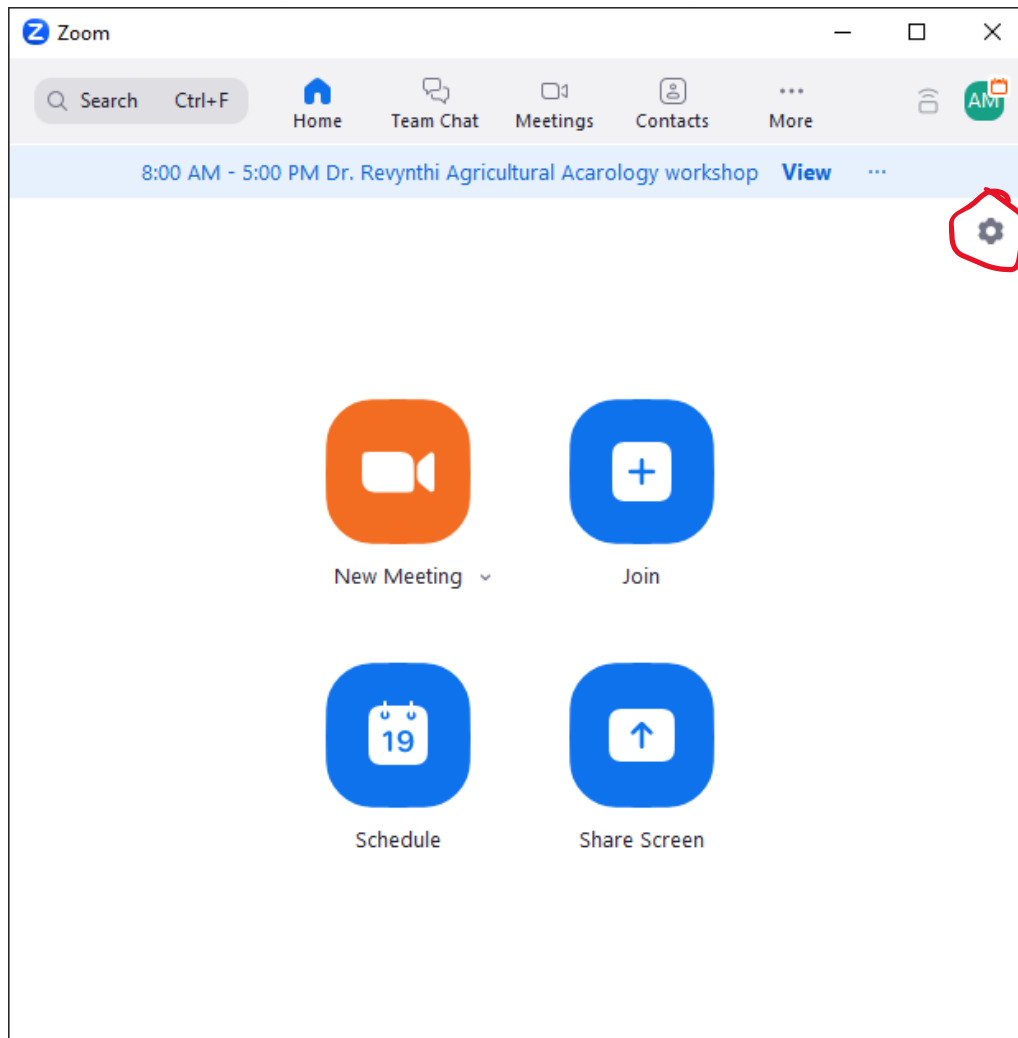 Zoom
Search Ctrl+F
Home Team Chat Meetings Contacts More
AM
8:00 AM - 5:00 PM Dr. Revynthi Agricultural Acarology workshop View ...
New Meeting Join
19
Schedule Share Screen